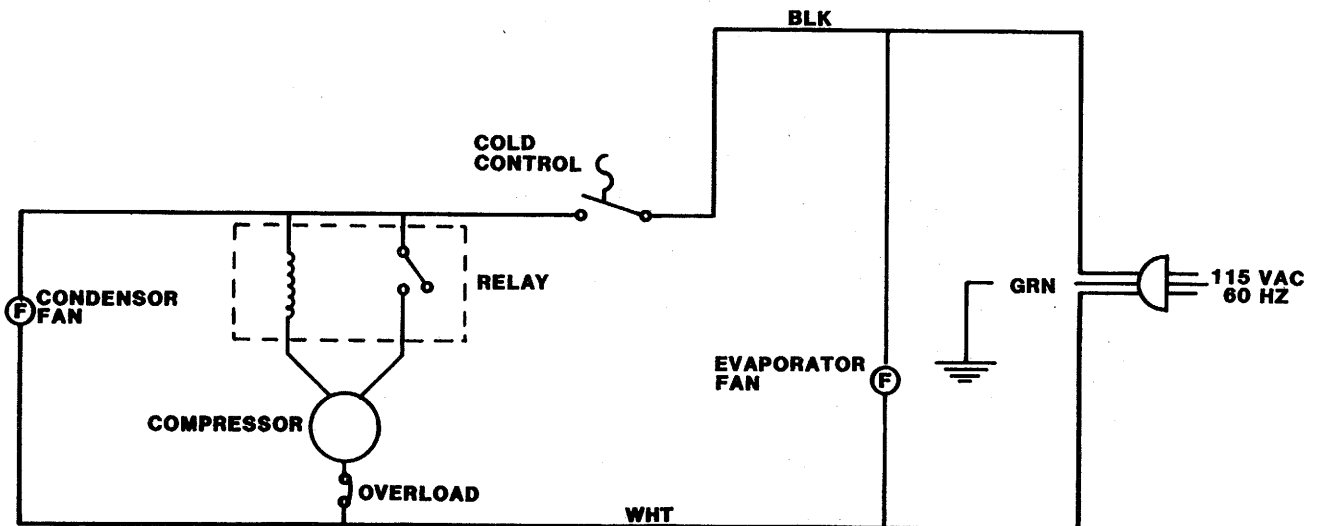 BLK
COLD
CONTROL
RELAY
F
CONDENSOR
FAN
GRN
115 VAC
60 HZ
EVAPORATOR
FAN
F
COMPRESSOR
OVERLOAD
WHT